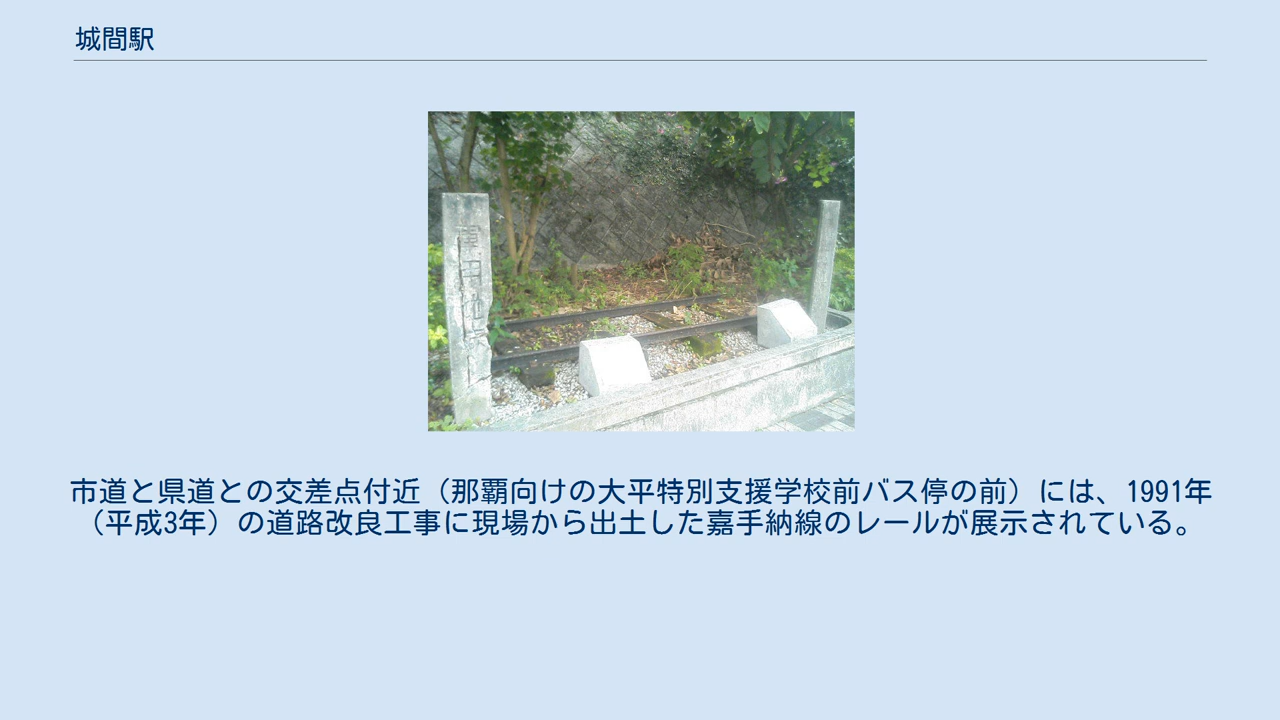 城間駅
市道と県道との交差点付近（那覇向けの大平特別支援学校前バス停の前）には、1991年
（平成3年）の道路改良工事に現場から出土した嘉手納線のレールが展示されている。